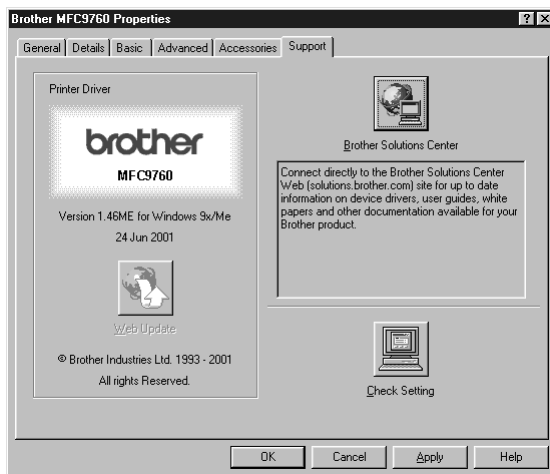 Brother MFC9760 Properties
General Details Basic Advanced Accessories Support
Printer Driver
brother
MFC9760
Version 1.46ME for Windows 9x/Me
24 Jun 2001
Web Update
© Brother Industries Ltd. 1993 - 2001
All rights Reserved.
Brother Solutions Center
Connect directly to the Brother Solutions Center
Web (solutions.brother.com) site for up to date
information on device drivers, user guides, white
papers and other documentation available for your
Brother product.
Check Setting
OK Cancel Apply Help